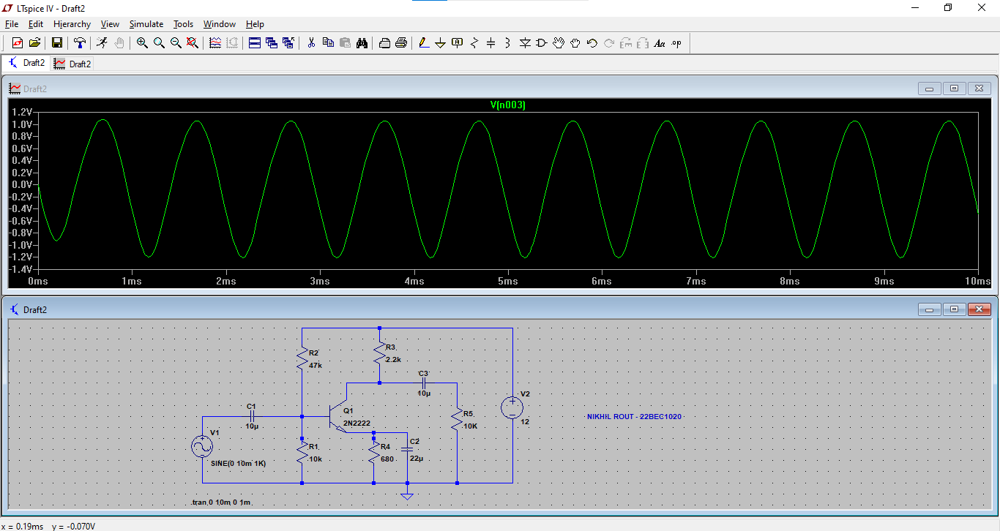 LTspice IV - Draft2
File Edit Hierarchy View Simulate Tools Window Help
Aa .op
Draft2 Draft2
Draft2
V(n003)
1.2V
1.0V
0.8V
0.6V
0.4V
0.2V
0.0V
-0.2V
-0.4V
-0.6V
-0.8V
-1.0V
-1.2V
-1.4V
0ms 1ms 2ms 3ms 4ms 5ms 6ms 7ms 8ms 9ms 10ms
Draft2
R2
47k
R3
2.2k
C3
10µ
V2
12
C1
10µ
Q1
2N2222
R5
10K
NIKHIL ROUT - 22BEC1020
V1
SINE(0 10m 1K)
R1
10k
R4
680
C2
22µ
.tran 0 10m 0 1m
x = 0.19ms y = -0.070V